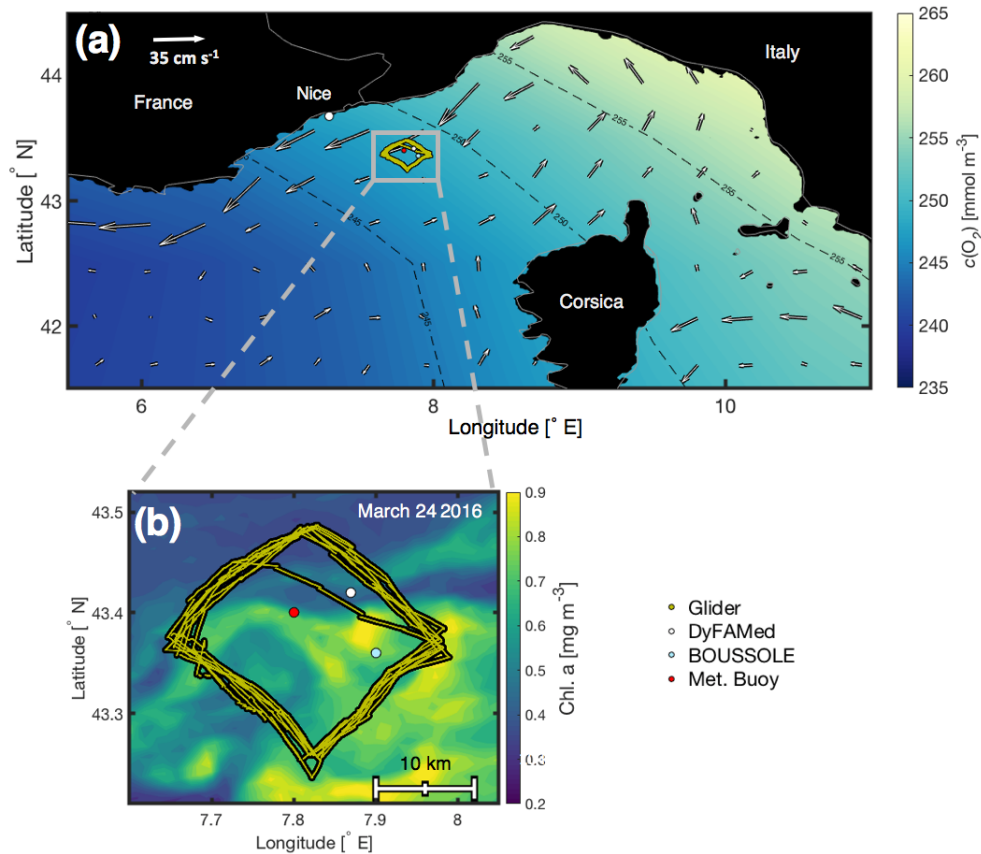 (a)
35 cm s-1
France
Nice
Italy
Corsica
255
250
245
255
250
255
245
44
43
42
Latitude [° N]
6
8
10
Longitude [° E]
265
260
255
250
245
240
235
c(O2) [mmol m-3]
(b)
March 24 2016
43.5
43.4
43.3
Latitude [° N]
7.7
7.8
7.9
8
Longitude [° E]
10 km
0.9
0.8
0.7
0.6
0.5
0.4
0.3
0.2
Chl. a [mg m-3]
Glider
DyFAMed
BOUSSOLE
Met. Buoy